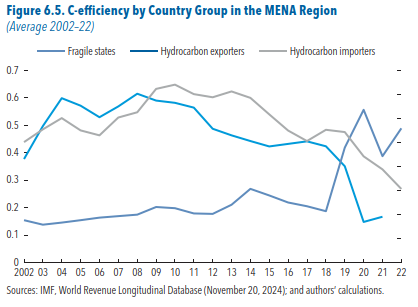 Figure 6.5. C-efficiency by Country Group in the MENA Region
(Average 2002–22)
Fragile states Hydrocarbon exporters Hydrocarbon importers
0.7
0.6
0.5
0.4
0.3
0.2
0.1
0
2002 03 04 05 06 07 08 09 10 11 12 13 14 15 16 17 18 19 20 21 22
Sources: IMF, World Revenue Longitudinal Database (November 20, 2024); and authors' calculations.